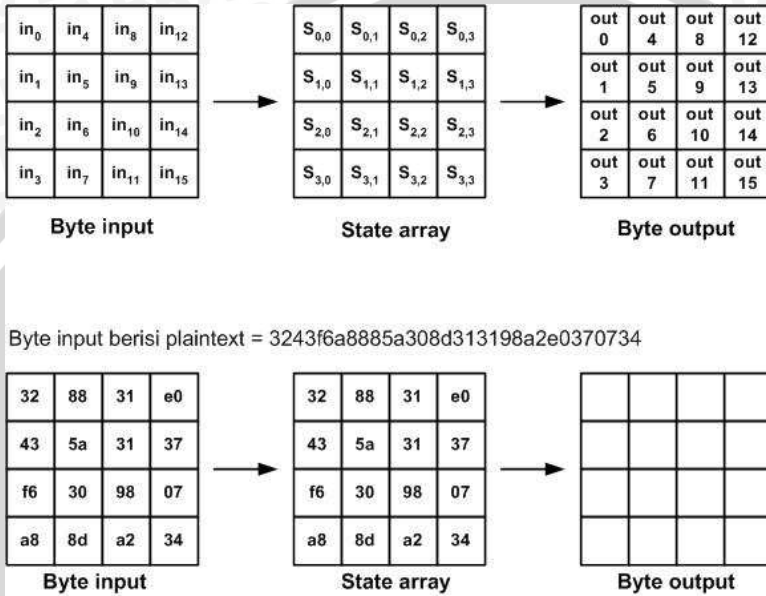 in0 in4 in8 in12 S0,0 S0,1 S0,2 S0,3 out 0 out 4 out 8 out 12
in1 in5 in9 in13 S1,0 S1,1 S1,2 S1,3 out 1 out 5 out 9 out 13
in2 in6 in10 in14 S2,0 S2,1 S2,2 S2,3 out 2 out 6 out 10 out 14
in3 in7 in11 in15 S3,0 S3,1 S3,2 S3,3 out 3 out 7 out 11 out 15
Byte input State array Byte output
Byte input berisi plaintext = 3243f6a8885a308d313198a2e0370734
32 88 31 e0 32 88 31 e0
43 5a 31 37 43 5a 31 37
f6 30 98 07 f6 30 98 07
a8 8d a2 34 a8 8d a2 34
Byte input State array Byte output